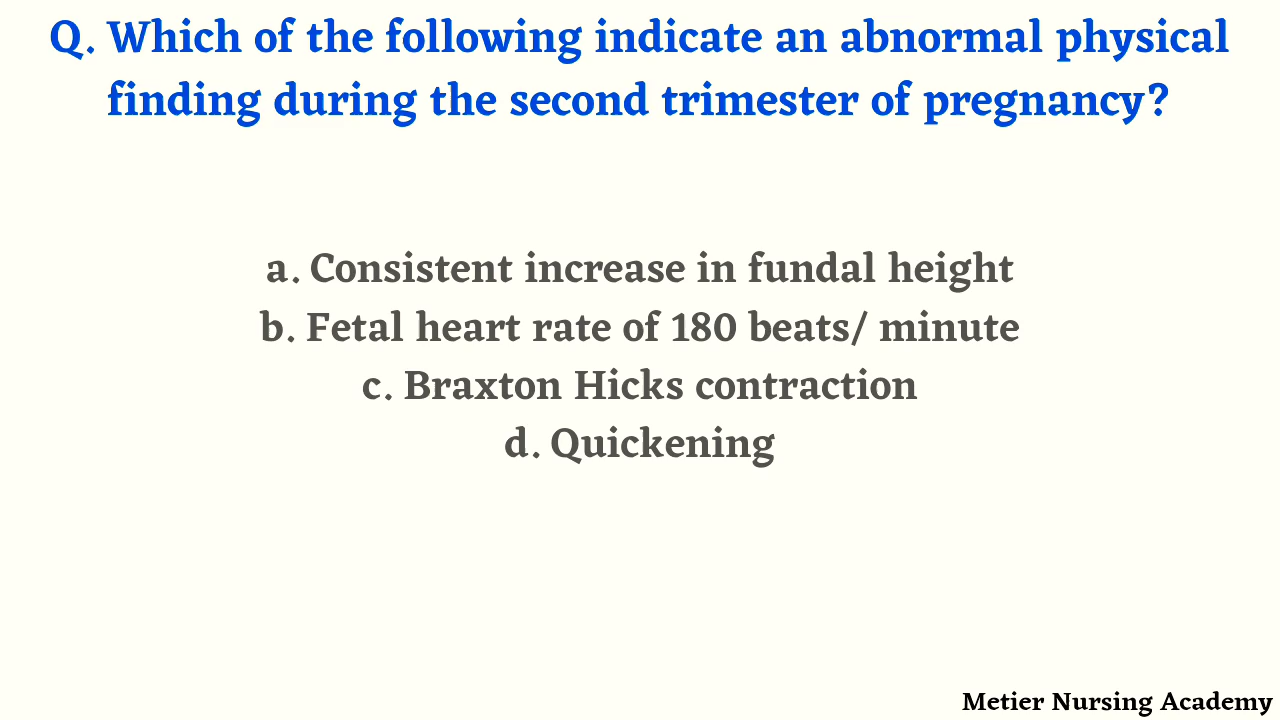 Q. Which of the following indicate an abnormal physical
finding during the second trimester of pregnancy?
a. Consistent increase in fundal height
b. Fetal heart rate of 180 beats/ minute
c. Braxton Hicks contraction
d. Quickening
Metier Nursing Academy